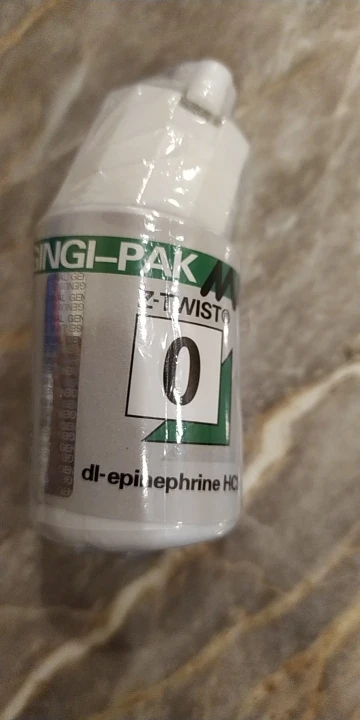 GINGI-PAK
Z-TWIST®
0
dl-epinephrine HCl